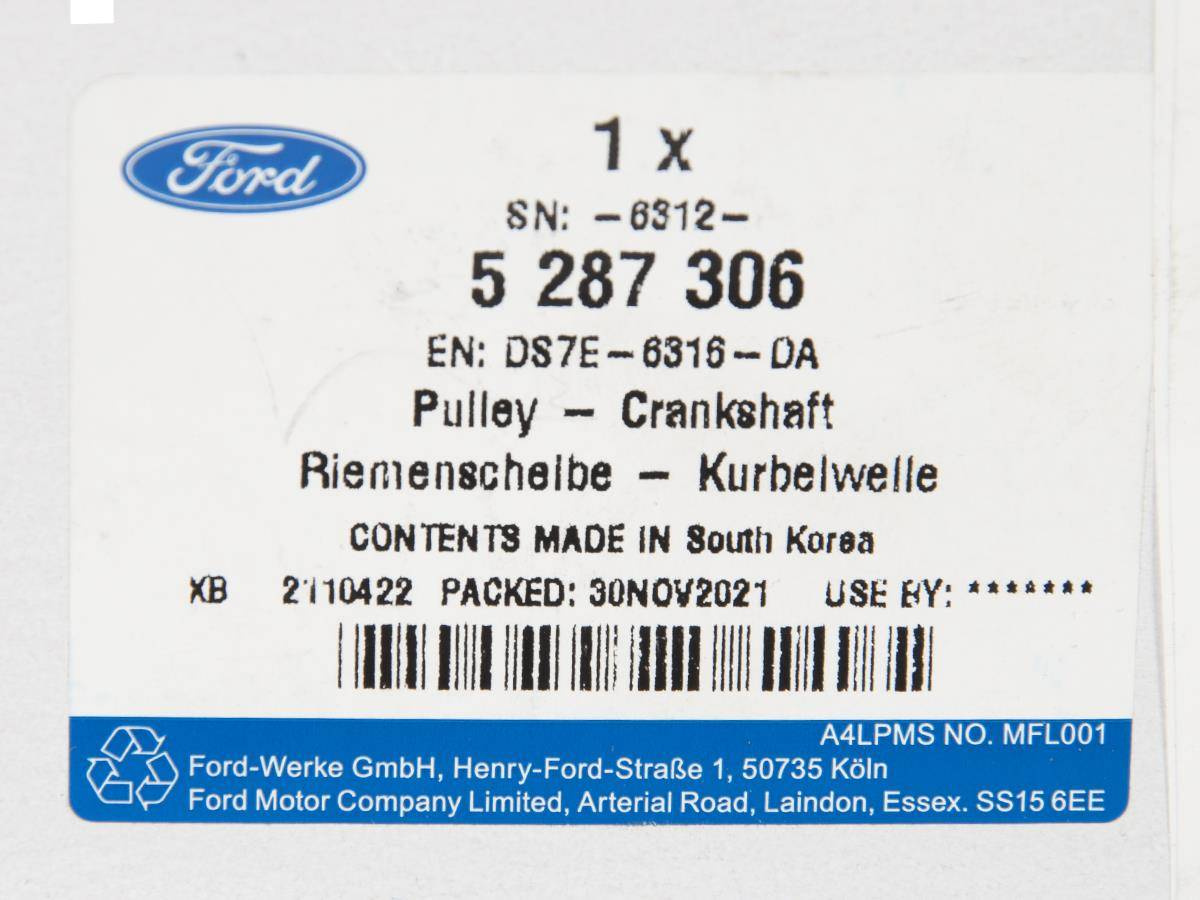 Ford
1 x
SN: -6312-
5 287 306
EN: DS7E-6316-DA
Pulley - Crankshaft
Riemenscheibe - Kurbelwelle
CONTENTS MADE IN South Korea
XB 2110422 PACKED: 30NOV2021 USE BY: *******
A4LPMS NO. MFL001
Ford-Werke GmbH, Henry-Ford-Straße 1, 50735 Köln
Ford Motor Company Limited, Arterial Road, Laindon, Essex. SS15 6EE